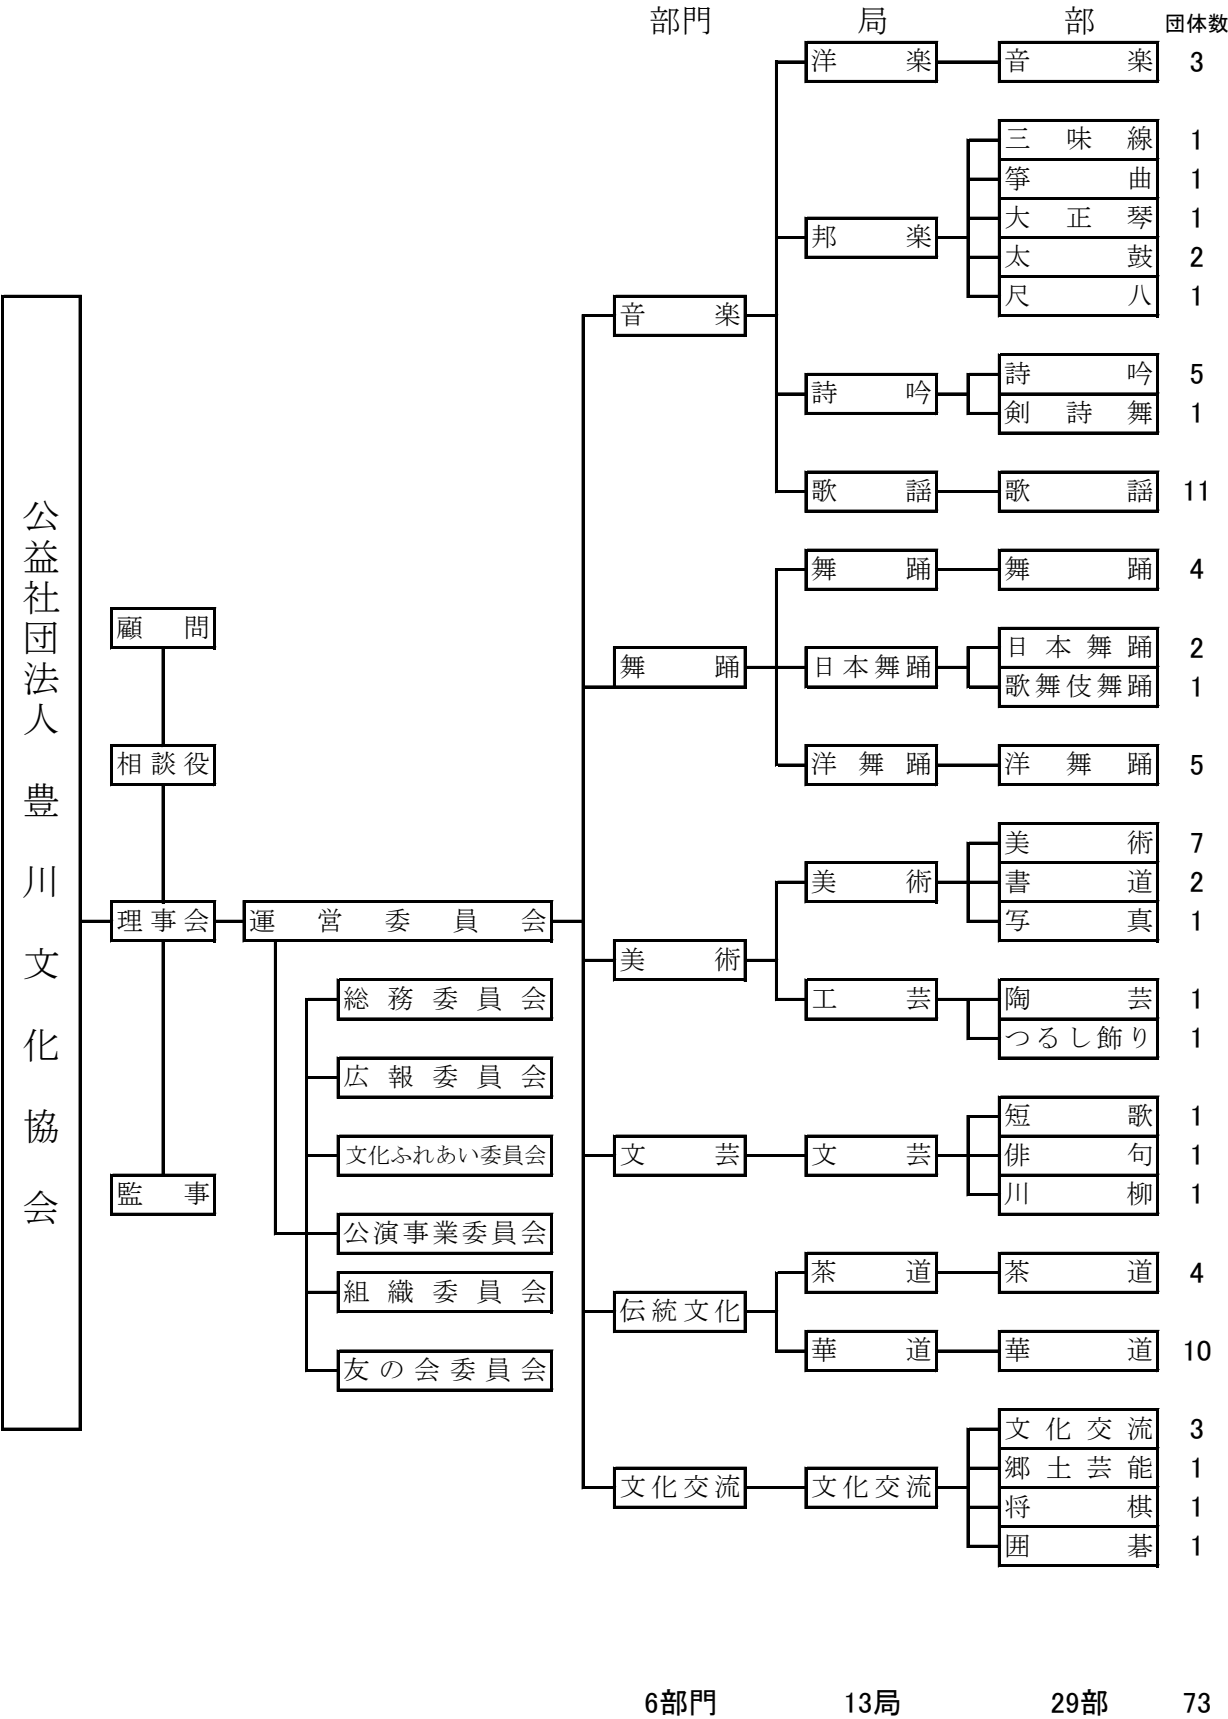 部門 局 部 団体数
公益社団法人 豊川文化協会
顧問
相談役
理事会
監事
運営委員会
総務委員会
広報委員会
文化ふれあい委員会
公演事業委員会
組織委員会
友の会委員会
音楽
洋楽 音楽 3
邦楽
三味線 1
箏曲 1
大正琴 1
太鼓 2
尺八 1
詩吟
詩吟 5
剣詩舞 1
歌謡 歌謡 11
舞踊
舞踊 舞踊 4
日本舞踊
日本舞踊 2
歌舞伎舞踊 1
洋舞踊 洋舞踊 5
美術
美術
美術 7
書道 2
写真 1
工芸
陶芸 1
つるし飾り 1
文芸
文芸
短歌 1
俳句 1
川柳 1
伝統文化
茶道 茶道 4
華道 華道 10
文化交流
文化交流
文化交流 3
郷土芸能 1
将棋 1
囲碁 1
6部門 13局 29部 73